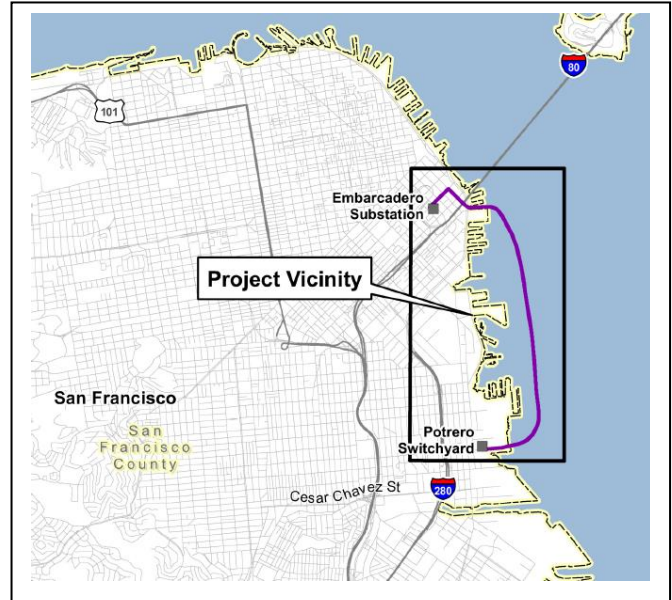 80
101
Embarcadero
Substation
Project Vicinity
San Francisco
San
Francisco
County
Potrero
Switchyard
Cesar Chavez St
280